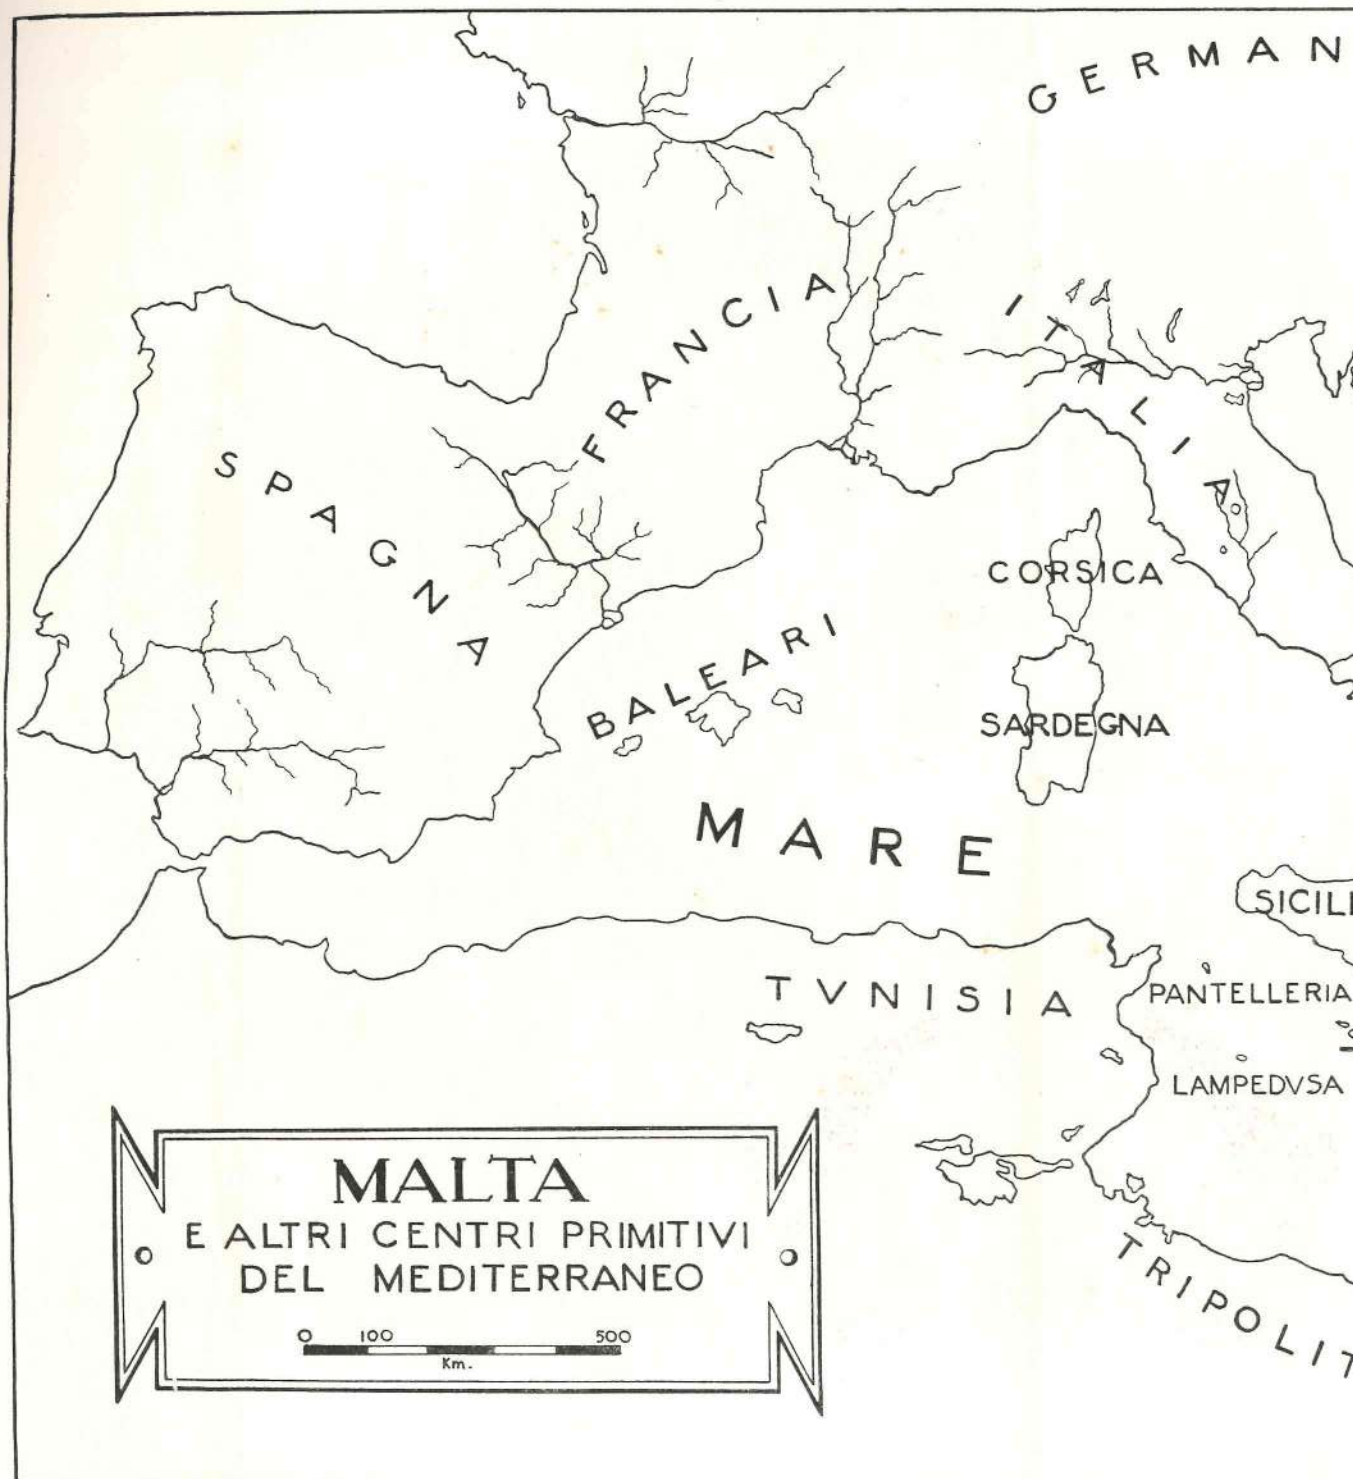 GERMAN
FRANCIA
ITALIA
SPAGNA
CORSICA
BALEARI
SARDEGNA
MARE
SICILI
TVNISIA
PANTELLERIA
LAMPEDVSA
MALTA
E ALTRI CENTRI PRIMITIVI
DEL MEDITERRANEO
0 100 500
Km.
TRIPOLIT